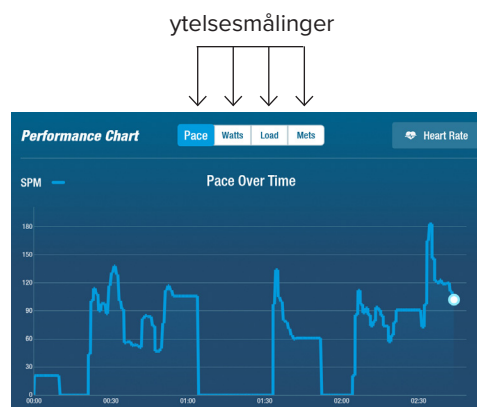 ytelsesmålinger
Performance Chart Pace Watts Load Mets Heart Rate
SPM Pace Over Time
180
150
120
90
60
30
0
00:00 00:30 01:00 01:30 02:00 02:30